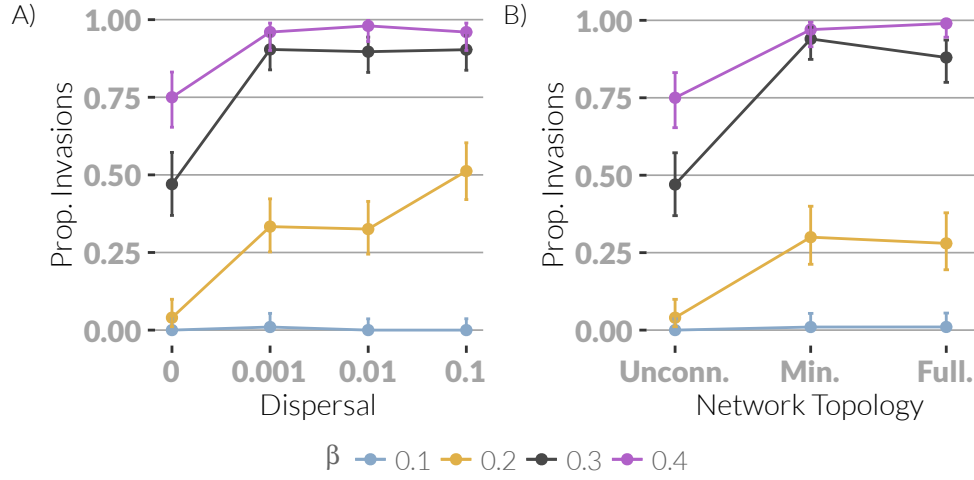 A)
Prop. Invasions
1.00
0.75
0.50
0.25
0.00
0 0.001 0.01 0.1
Dispersal
B)
Prop. Invasions
1.00
0.75
0.50
0.25
0.00
Unconn. Min. Full.
Network Topology
β 0.1 0.2 0.3 0.4